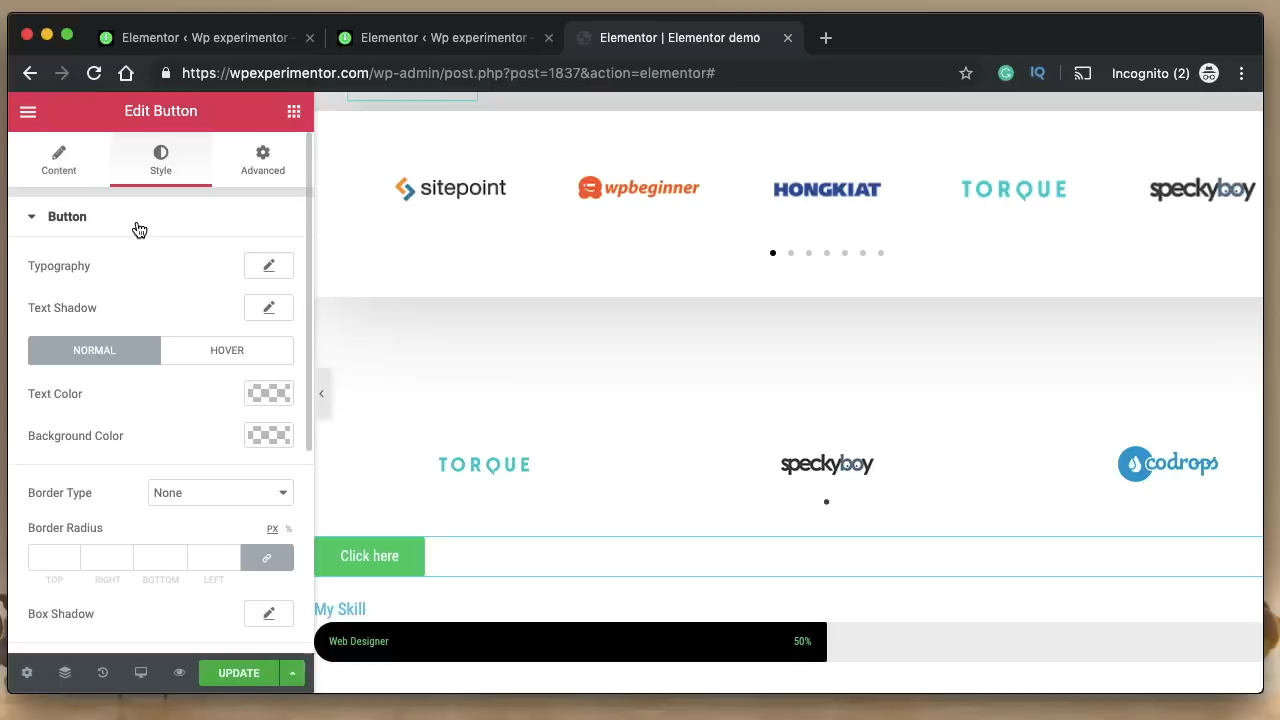 Elementor ‹ Wp experimentor -
Elementor ‹ Wp experimentor -
Elementor | Elementor demo
https://wpexperimentor.com/wp-admin/post.php?post=1837&action=elementor#
IQ
Incognito (2)
Edit Button
Content
Style
Advanced
Button
Typography
Text Shadow
NORMAL
HOVER
Text Color
Background Color
Border Type
None
Border Radius
PX %
TOP RIGHT BOTTOM LEFT
Box Shadow
UPDATE
sitepoint
wpbeginner
HONGKIAT
TORQUE
speckyboy
TORQUE
speckyboy
codrops
Click here
My Skill
Web Designer
50%